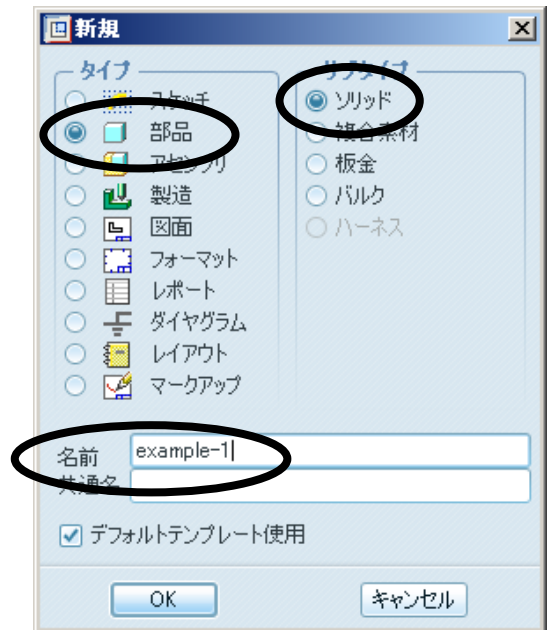 新規
タイプ
スケッチ
部品
アセンブリ
製造
図面
フォーマット
レポート
ダイヤグラム
レイアウト
マークアップ
サブタイプ
ソリッド
複合素材
板金
バルク
ハーネス
名前 example-1
共通名
デフォルトテンプレート使用
OK キャンセル